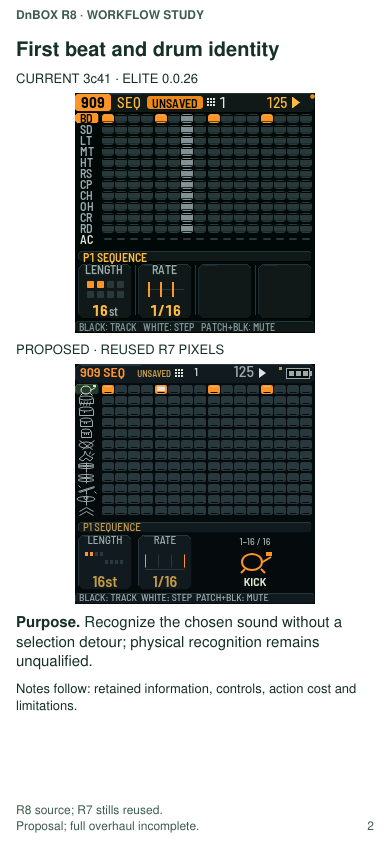 DnBOX R8 · WORKFLOW STUDY
First beat and drum identity
CURRENT 3c41 · ELITE 0.0.26
909 SEQ UNSAVED 1 125
BD
SD
LT
MT
HT
RS
CP
CH
OH
CR
RD
AC
P1 SEQUENCE
LENGTH RATE
16st 1/16
BLACK: TRACK WHITE: STEP PATCH+BLK: MUTE
PROPOSED · REUSED R7 PIXELS
909 SEQ UNSAVED 1 125
P1 SEQUENCE
LENGTH RATE 1–16 / 16
16st 1/16 KICK
BLACK: TRACK WHITE: STEP PATCH+BLK: MUTE
Purpose. Recognize the chosen sound without a
selection detour; physical recognition remains
unqualified.
Notes follow: retained information, controls, action cost and
limitations.
R8 source; R7 stills reused.
Proposal; full overhaul incomplete. 2